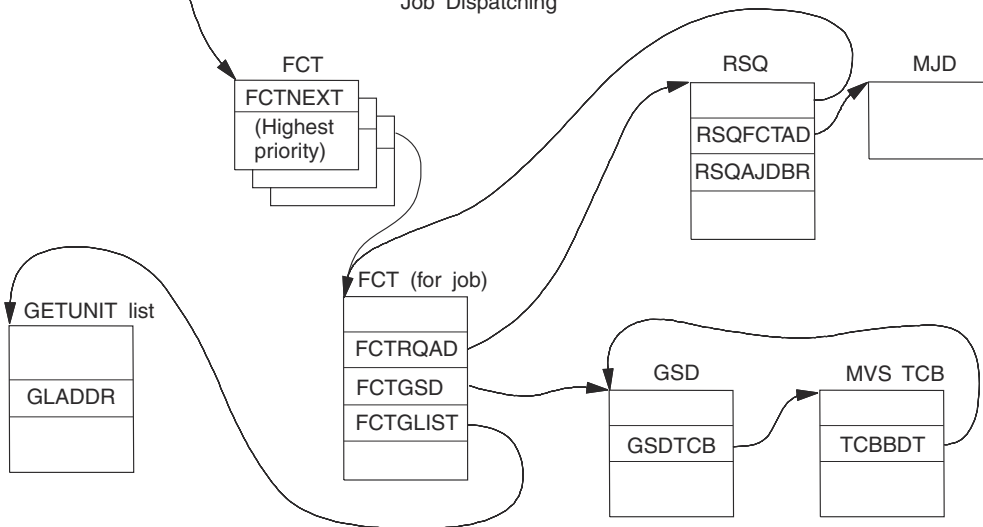 Job Dispatching
FCT
FCTNEXT
(Highest
priority)
RSQ
RSQFCTAD
RSQAJDBR
MJD
FCT (for job)
FCTRQAD
FCTGSD
FCTGLIST
GETUNIT list
GLADDR
GSD
GSDTCB
MVS TCB
TCBBDT